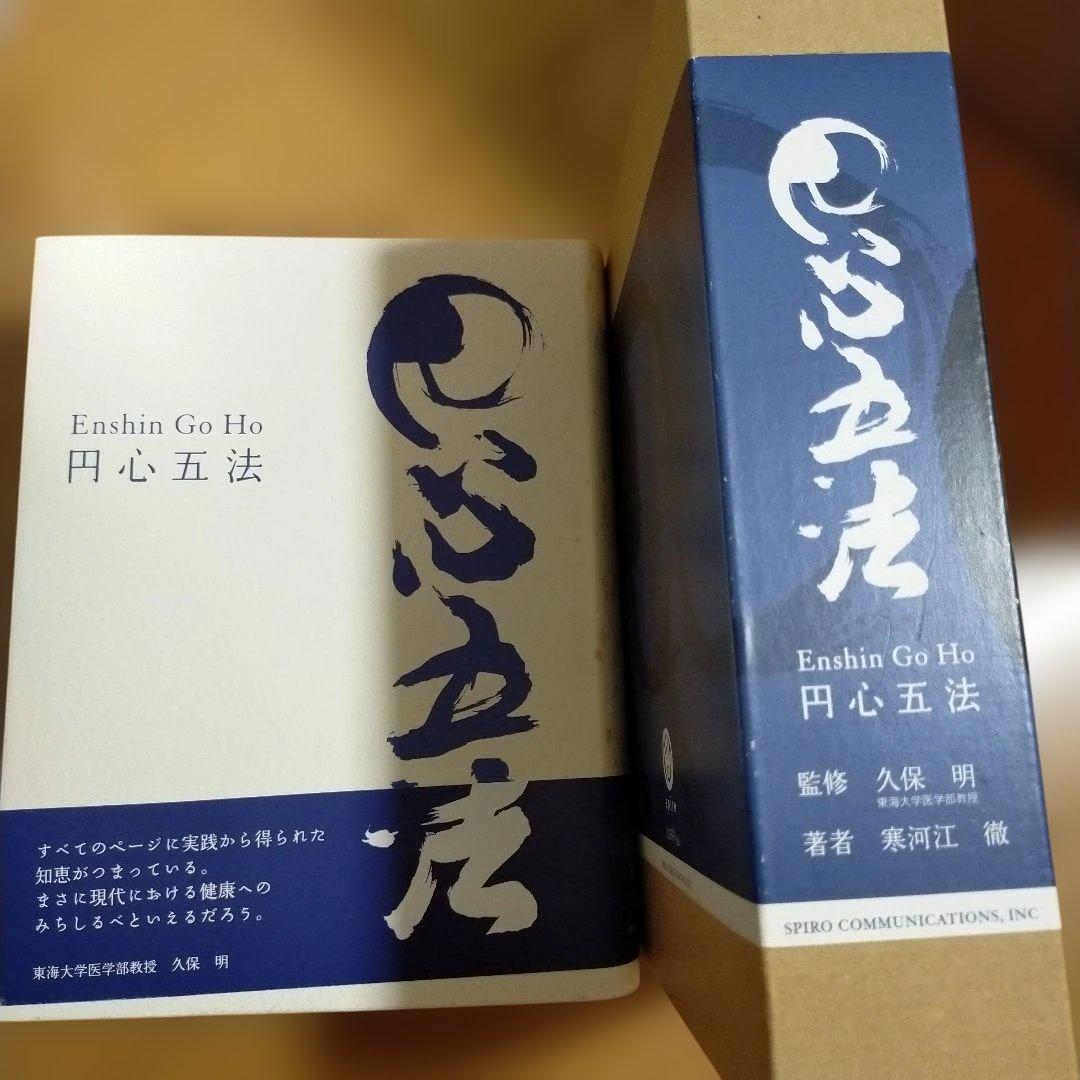 Enshin Go Ho
円心五法
円心五法
すべてのページに実践から得られた
知恵がつまっている。
まさに現代における健康への
みちしるべといえるだろう。
東海大学医学部教授 久保 明
円心五法
Enshin Go Ho
円心五法
監修 久保 明
東海大学医学部教授
著者 寒河江 徹
SPIRO COMMUNICATIONS, INC